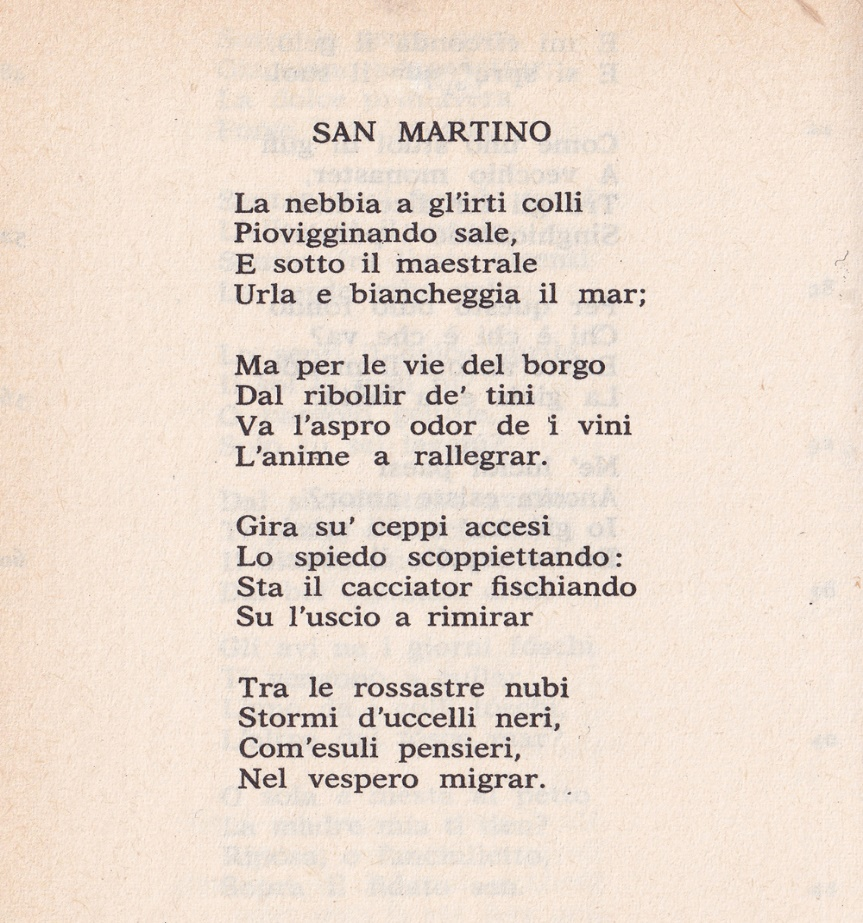 SAN MARTINO
La nebbia a gl'irti colli
Piovigginando sale,
E sotto il maestrale
Urla e biancheggia il mar;
Ma per le vie del borgo
Dal ribollir de' tini
Va l'aspro odor de i vini
L'anime a rallegrar.
Gira su' ceppi accesi
Lo spiedo scoppiettando:
Sta il cacciator fischiando
Su l'uscio a rimirar
Tra le rossastre nubi
Stormi d'uccelli neri,
Com'esuli pensieri,
Nel vespero migrar.